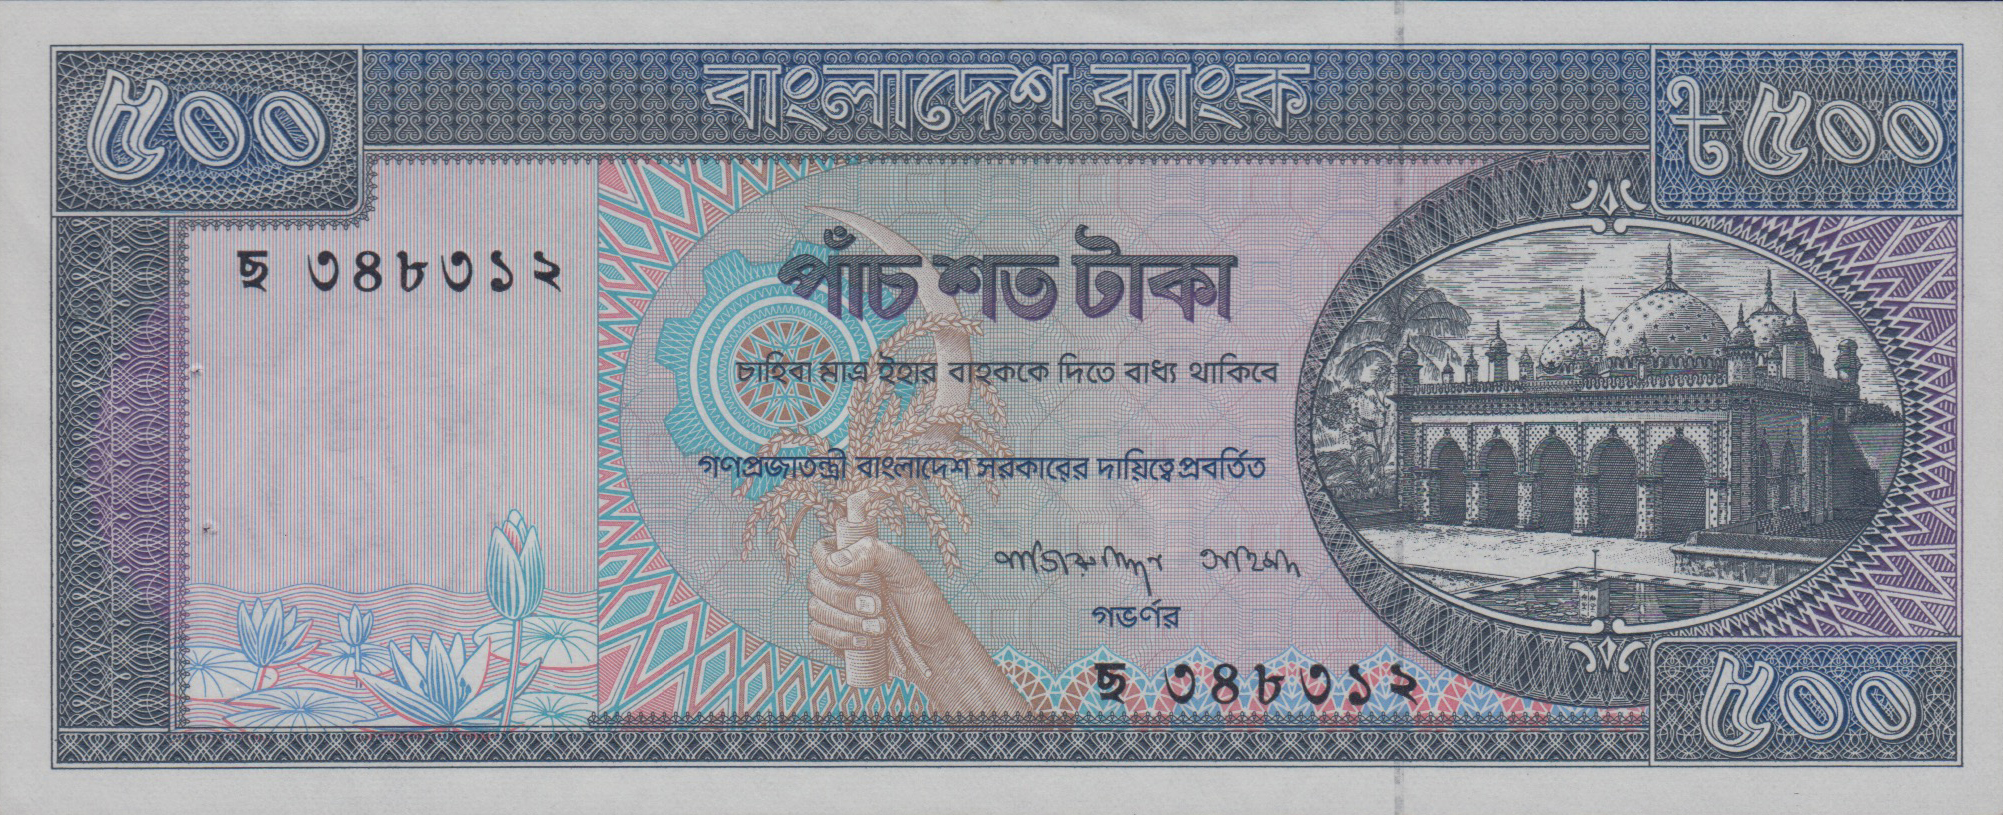 ৫০০
বাংলাদেশ ব্যাংক
৳৫০০
ছ ৩৪৮৩১২
পাঁচ শত টাকা
চাহিবা মাত্র ইহার বাহককে দিতে বাধ্য থাকিবে
গণপ্রজাতন্ত্রী বাংলাদেশ সরকারের দায়িত্বে প্রবর্তিত
গভর্ণর
ছ ৩৪৮৩১২
৫০০